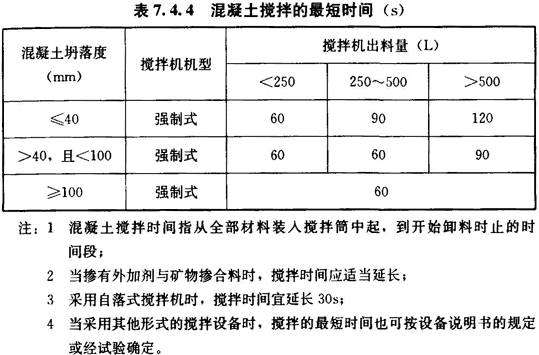 表 7.4.4 混凝土搅拌的最短时间（s）
混凝土坍落度
（mm）
搅拌机机型
搅拌机出料量（L）
<250 250～500 >500
≤40 强制式 60 90 120
>40，且<100 强制式 60 60 90
≥100 强制式 60
注：1 混凝土搅拌时间指从全部材料装入搅拌筒中起，到开始卸料时止的时
间段；
2 当掺有外加剂与矿物掺合料时，搅拌时间应适当延长；
3 采用自落式搅拌机时，搅拌时间宜延长 30s；
4 当采用其他形式的搅拌设备时，搅拌的最短时间也可按设备说明书的规定
或经试验确定。